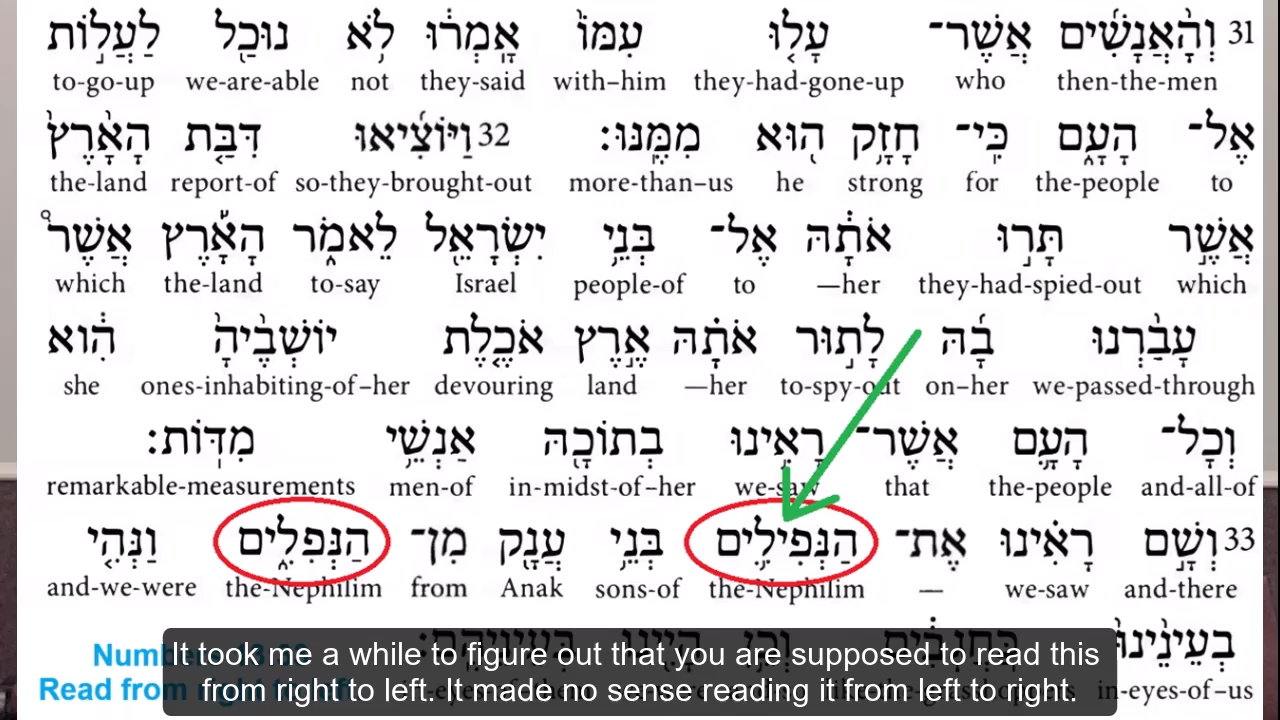 31 וְהָ֨אֲנָשִׁ֜ים אֲשֶׁר־ עָל֤וּ עִמּוֹ֙ אָֽמְר֔וּ לֹ֥א נוּכַ֖ל לַעֲל֣וֹת
then-the-men who they-had-gone-up with–him they-said not we-are-able to-go-up
אֶל־ הָעָ֑ם כִּֽי־ חָזָ֥ק ה֖וּא מִמֶּֽנּוּ׃ 32 וַיּוֹצִ֜יאוּ דִּבַּ֤ת הָאָ֙רֶץ֙
to the-people for strong he more-than–us so-they-brought-out report-of the-land
אֲשֶׁ֣ר תָּר֣וּ אֹתָ֔הּ אֶל־ בְּנֵ֥י יִשְׂרָאֵ֖ל לֵאמֹ֑ר הָאָ֡רֶץ אֲשֶׁר֩
which they-had-spied-out —her to people-of Israel to-say the-land which
עָבַ֨רְנוּ בָ֜הּ לָת֣וּר אֹתָ֗הּ אֶ֣רֶץ אֹכֶ֤לֶת יוֹשְׁבֶ֙יהָ֙ הִ֔וא
we-passed-through on–her to-spy-out —her land devouring ones-inhabiting-of–her she
וְכָל־ הָעָ֛ם אֲשֶׁר־ רָאִ֥ינוּ בְתוֹכָ֖הּ אַנְשֵׁ֥י מִדּֽוֹת׃
and-all-of the-people that we-saw in-midst-of–her men-of remarkable-measurements
33 וְשָׁ֣ם רָאִ֗ינוּ אֶת־ הַנְּפִילִ֛ים בְּנֵ֥י עֲנָ֖ק מִן־ הַנְּפִלִ֑ים וַנְּהִ֤י
and-there we-saw — the-Nephilim sons-of Anak from the-Nephilim and-we-were
בְעֵינֵ֙ינוּ֙
in-eyes-of–us
It took me a while to figure out that you are supposed to read this
from right to left. It made no sense reading it from left to right.